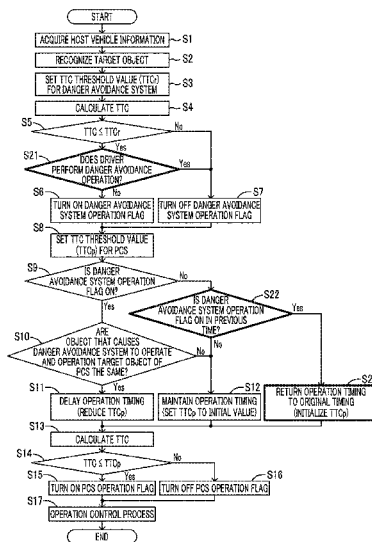 START
ACQUIRE HOST VEHICLE INFORMATION
S1
RECOGNIZE TARGET OBJECT
S2
SET TTC THRESHOLD VALUE (TTCr)
FOR DANGER AVOIDANCE SYSTEM
S3
CALCULATE TTC
S4
S5
TTC ≤ TTCr
No
Yes
S21
DOES DRIVER
PERFORM DANGER AVOIDANCE
OPERATION?
Yes
No
S6
S7
TURN ON DANGER AVOIDANCE
SYSTEM OPERATION FLAG
TURN OFF DANGER AVOIDANCE
SYSTEM OPERATION FLAG
S8
SET TTC THRESHOLD VALUE
(TTCp) FOR PCS
S9
IS DANGER
AVOIDANCE SYSTEM OPERATION
FLAG ON?
No
Yes
S22
IS DANGER
AVOIDANCE SYSTEM OPERATION
FLAG ON IN PREVIOUS
TIME?
Yes
No
S10
ARE
OBJECT THAT CAUSES
DANGER AVOIDANCE SYSTEM TO OPERATE
AND OPERATION TARGET OBJECT OF
PCS THE SAME?
No
Yes
S11
DELAY OPERATION TIMING
(REDUCE TTCp)
S12
MAINTAIN OPERATION TIMING
(SET TTCp TO INITIAL VALUE)
S2
RETURN OPERATION TIMING
TO ORIGINAL TIMING
(INITIALIZE TTCp)
S13
CALCULATE TTC
S14
TTC ≤ TTCp
No
Yes
S15
S16
TURN ON PCS OPERATION FLAG
TURN OFF PCS OPERATION FLAG
S17
OPERATION CONTROL PROCESS
END